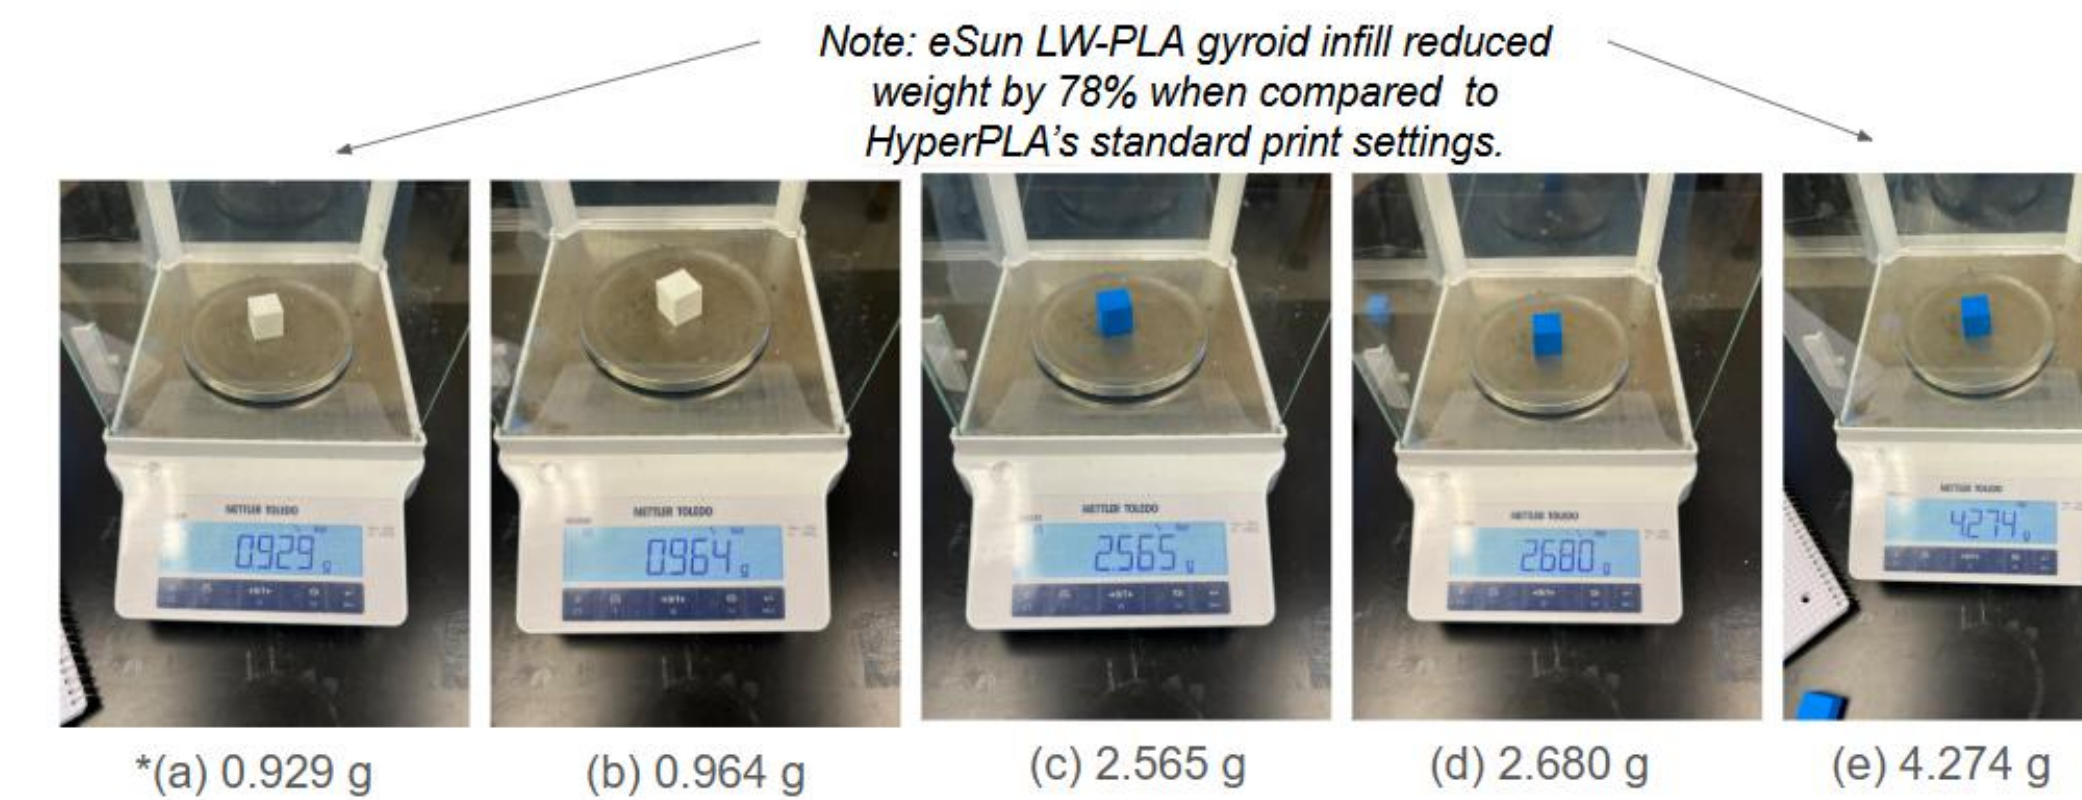 Note: eSun LW-PLA gyroid infill reduced
weight by 78% when compared to
HyperPLA's standard print settings.
METTLER TOLEDO
0.929 g
METTLER TOLEDO
0.964 g
METTLER TOLEDO
2.565 g
METTLER TOLEDO
2.680 g
METTLER TOLEDO
4.274 g
*(a) 0.929 g
(b) 0.964 g
(c) 2.565 g
(d) 2.680 g
(e) 4.274 g